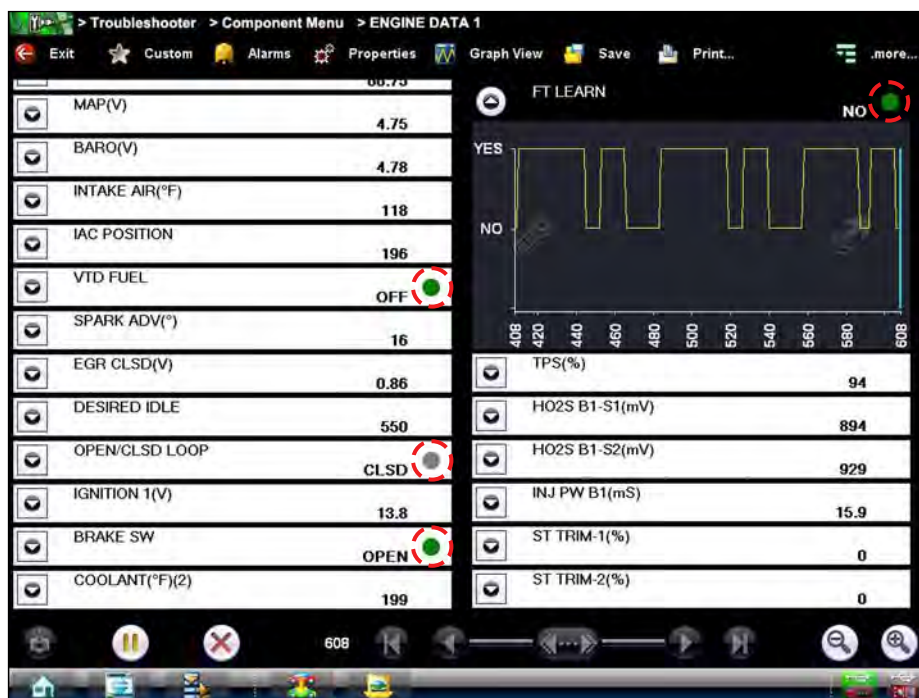 > Troubleshooter > Component Menu > ENGINE DATA 1
Exit Custom Alarms Properties Graph View Save Print... .more...
MAP(V)
4.75
BARO(V)
4.78
INTAKE AIR(°F)
118
IAC POSITION
196
VTD FUEL
OFF
SPARK ADV(°)
16
EGR CLSD(V)
0.86
DESIRED IDLE
550
OPEN/CLSD LOOP
CLSD
IGNITION 1(V)
13.8
BRAKE SW
OPEN
COOLANT(°F)(2)
199
FT LEARN
NO
YES
NO
408 420 440 460 480 500 520 540 560 580 608
TPS(%)
94
HO2S B1-S1(mV)
894
HO2S B1-S2(mV)
929
INJ PW B1(mS)
15.9
ST TRIM-1(%)
0
ST TRIM-2(%)
0
608